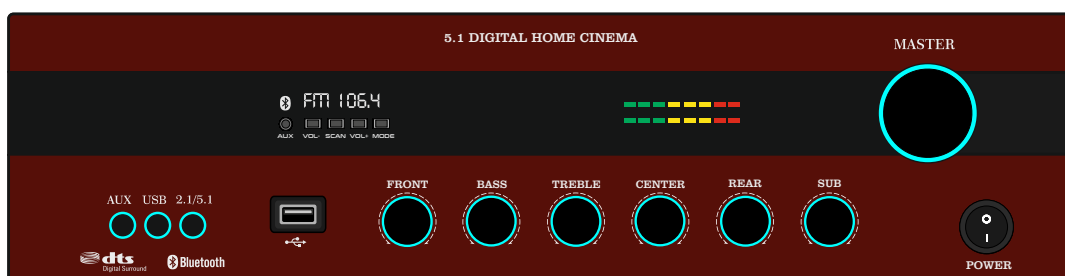 5.1 DIGITAL HOME CINEMA
MASTER
FM 106.4
AUX VOL- SCAN VOL+ MODE
FRONT BASS TREBLE CENTER REAR SUB
AUX USB 2.1/5.1
dts
Digital Surround
Bluetooth
POWER